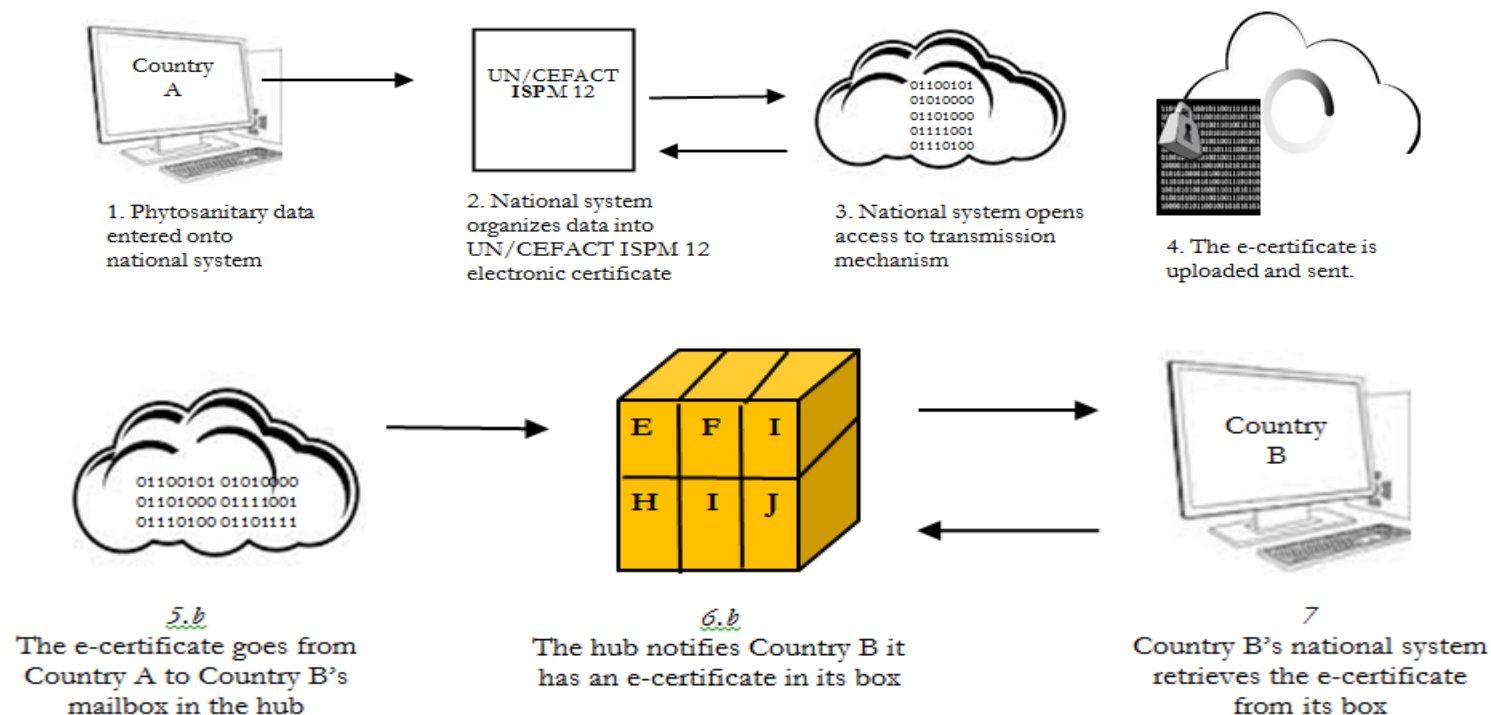 Country
A
UN/CEFACT
ISPM 12
01100101
01010000
01101000
01111001
01110100
1. Phytosanitary data
entered onto
national system
2. National system
organizes data into
UN/CEFACT ISPM 12
electronic certificate
3. National system opens
access to transmission
mechanism
4. The e-certificate is
uploaded and sent.
01100101 01010000
01101000 01111001
01110100 01101111
E F I
H I J
Country
B
5.b
The e-certificate goes from
Country A to Country B's
mailbox in the hub
6.b
The hub notifies Country B it
has an e-certificate in its box
7
Country B's national system
retrieves the e-certificate
from its box